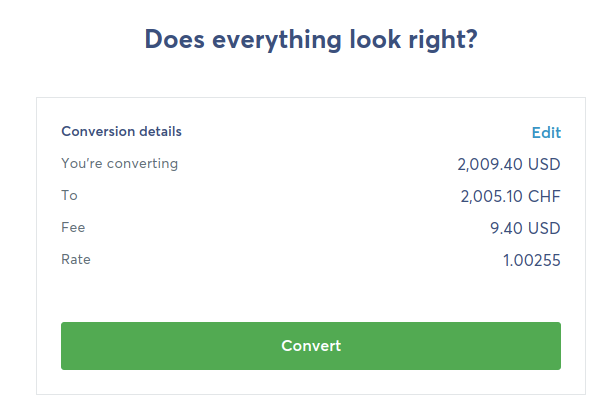 Does everything look right?
Conversion details Edit
You're converting 2,009.40 USD
To 2,005.10 CHF
Fee 9.40 USD
Rate 1.00255
Convert